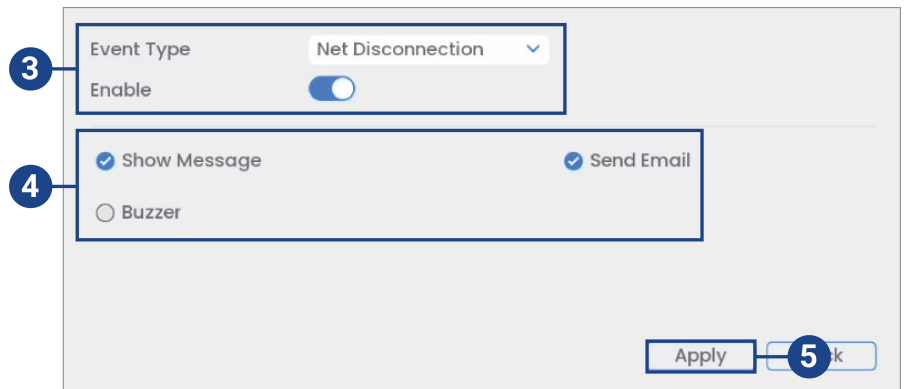 3
Event Type Net Disconnection
Enable
4
Show Message Send Email
Buzzer
Apply 5 k